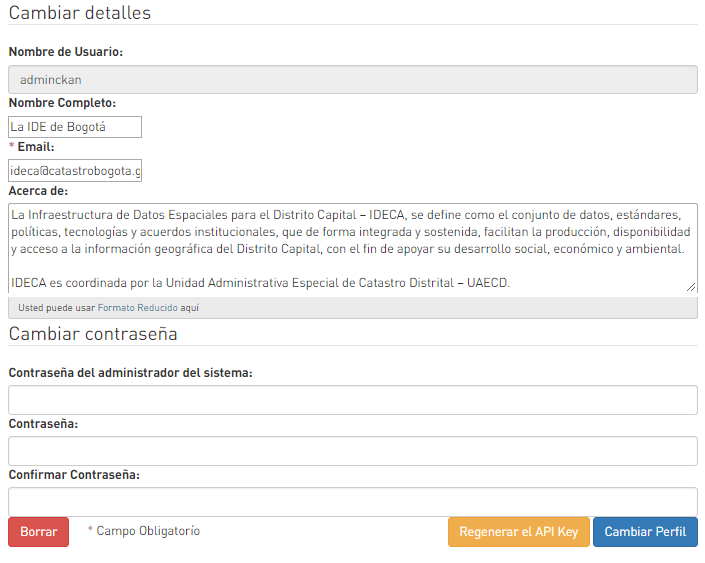 Cambiar detalles
Nombre de Usuario:
adminckan
Nombre Completo:
La IDE de Bogotá
* Email:
ideca@catastrobogota.g
Acerca de:
La Infraestructura de Datos Espaciales para el Distrito Capital – IDECA, se define como el conjunto de datos, estándares,
políticas, tecnologías y acuerdos institucionales, que de forma integrada y sostenida, facilitan la producción, disponibilidad
y acceso a la información geográfica del Distrito Capital, con el fin de apoyar su desarrollo social, económico y ambiental.
IDECA es coordinada por la Unidad Administrativa Especial de Catastro Distrital – UAECD.
Usted puede usar Formato Reducido aquí
Cambiar contraseña
Contraseña del administrador del sistema:
Contraseña:
Confirmar Contraseña:
Borrar * Campo Obligatorío Regenerar el API Key Cambiar Perfil